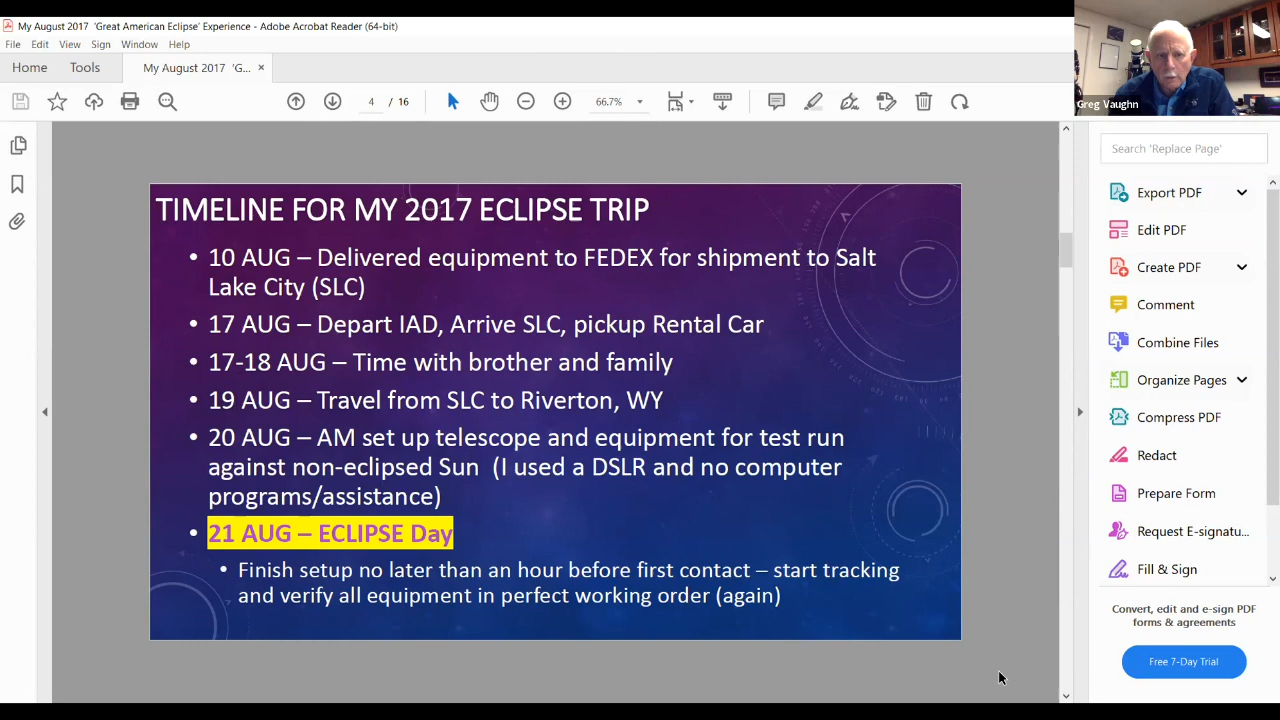 My August 2017 'Great American Eclipse' Experience - Adobe Acrobat Reader (64-bit)
File Edit View Sign Window Help
Home Tools My August 2017 'G... ×
4 / 16 66.7%
Greg Vaughn
TIMELINE FOR MY 2017 ECLIPSE TRIP
• 10 AUG – Delivered equipment to FEDEX for shipment to Salt
Lake City (SLC)
• 17 AUG – Depart IAD, Arrive SLC, pickup Rental Car
• 17-18 AUG – Time with brother and family
• 19 AUG – Travel from SLC to Riverton, WY
• 20 AUG – AM set up telescope and equipment for test run
against non-eclipsed Sun (I used a DSLR and no computer
programs/assistance)
• 21 AUG – ECLIPSE Day
• Finish setup no later than an hour before first contact – start tracking
and verify all equipment in perfect working order (again)
Search 'Replace Page'
Export PDF
Edit PDF
Create PDF
Comment
Combine Files
Organize Pages
Compress PDF
Redact
Prepare Form
Request E-signatu...
Fill & Sign
Convert, edit and e-sign PDF
forms & agreements
Free 7-Day Trial